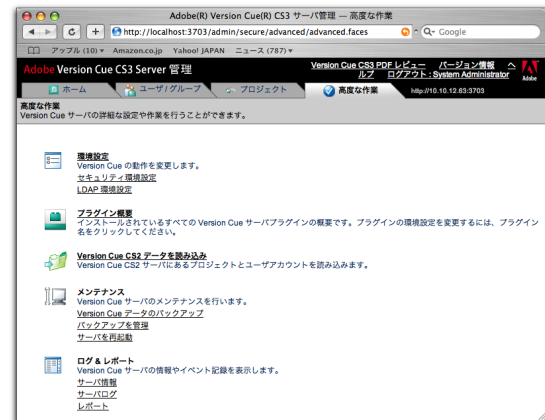 Adobe(R) Version Cue(R) CS3 サーバ管理 — 高度な作業
http://localhost:3703/admin/secure/advanced/advanced.faces
Google
アップル (10)▼ Amazon.co.jp Yahoo! JAPAN ニュース (787)▼
Adobe Version Cue CS3 Server 管理
Version Cue CS3 PDF レビュー バージョン情報 ヘ
ルプ ログアウト : System Administrator
Adobe
ホーム ユーザ/グループ プロジェクト 高度な作業 http://10.10.12.63:3703
高度な作業
Version Cue サーバの詳細な設定や作業を行うことができます。
環境設定
Version Cue の動作を変更します。
セキュリティ環境設定
LDAP 環境設定
プラグイン概要
インストールされているすべての Version Cue サーバプラグインの概要です。プラグインの環境設定を変更するには、プラグイン
名をクリックしてください。
Version Cue CS2 データを読み込み
Version Cue CS2 サーバにあるプロジェクトとユーザアカウントを読み込みます。
メンテナンス
Version Cue サーバのメンテナンスを行います。
Version Cue データのバックアップ
バックアップを管理
サーバを再起動
ログ & レポート
Version Cue サーバの情報やイベント記録を表示します。
サーバ情報
サーバログ
レポート